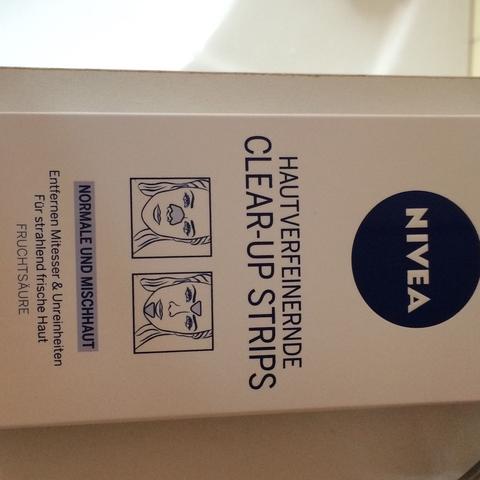 NIVEA
HAUTVERFEINERNDE
CLEAR-UP STRIPS
NORMALE UND MISCHHAUT
Entfernen Mitesser & Unreinheiten
Für strahlend frische Haut
FRUCHTSÄURE